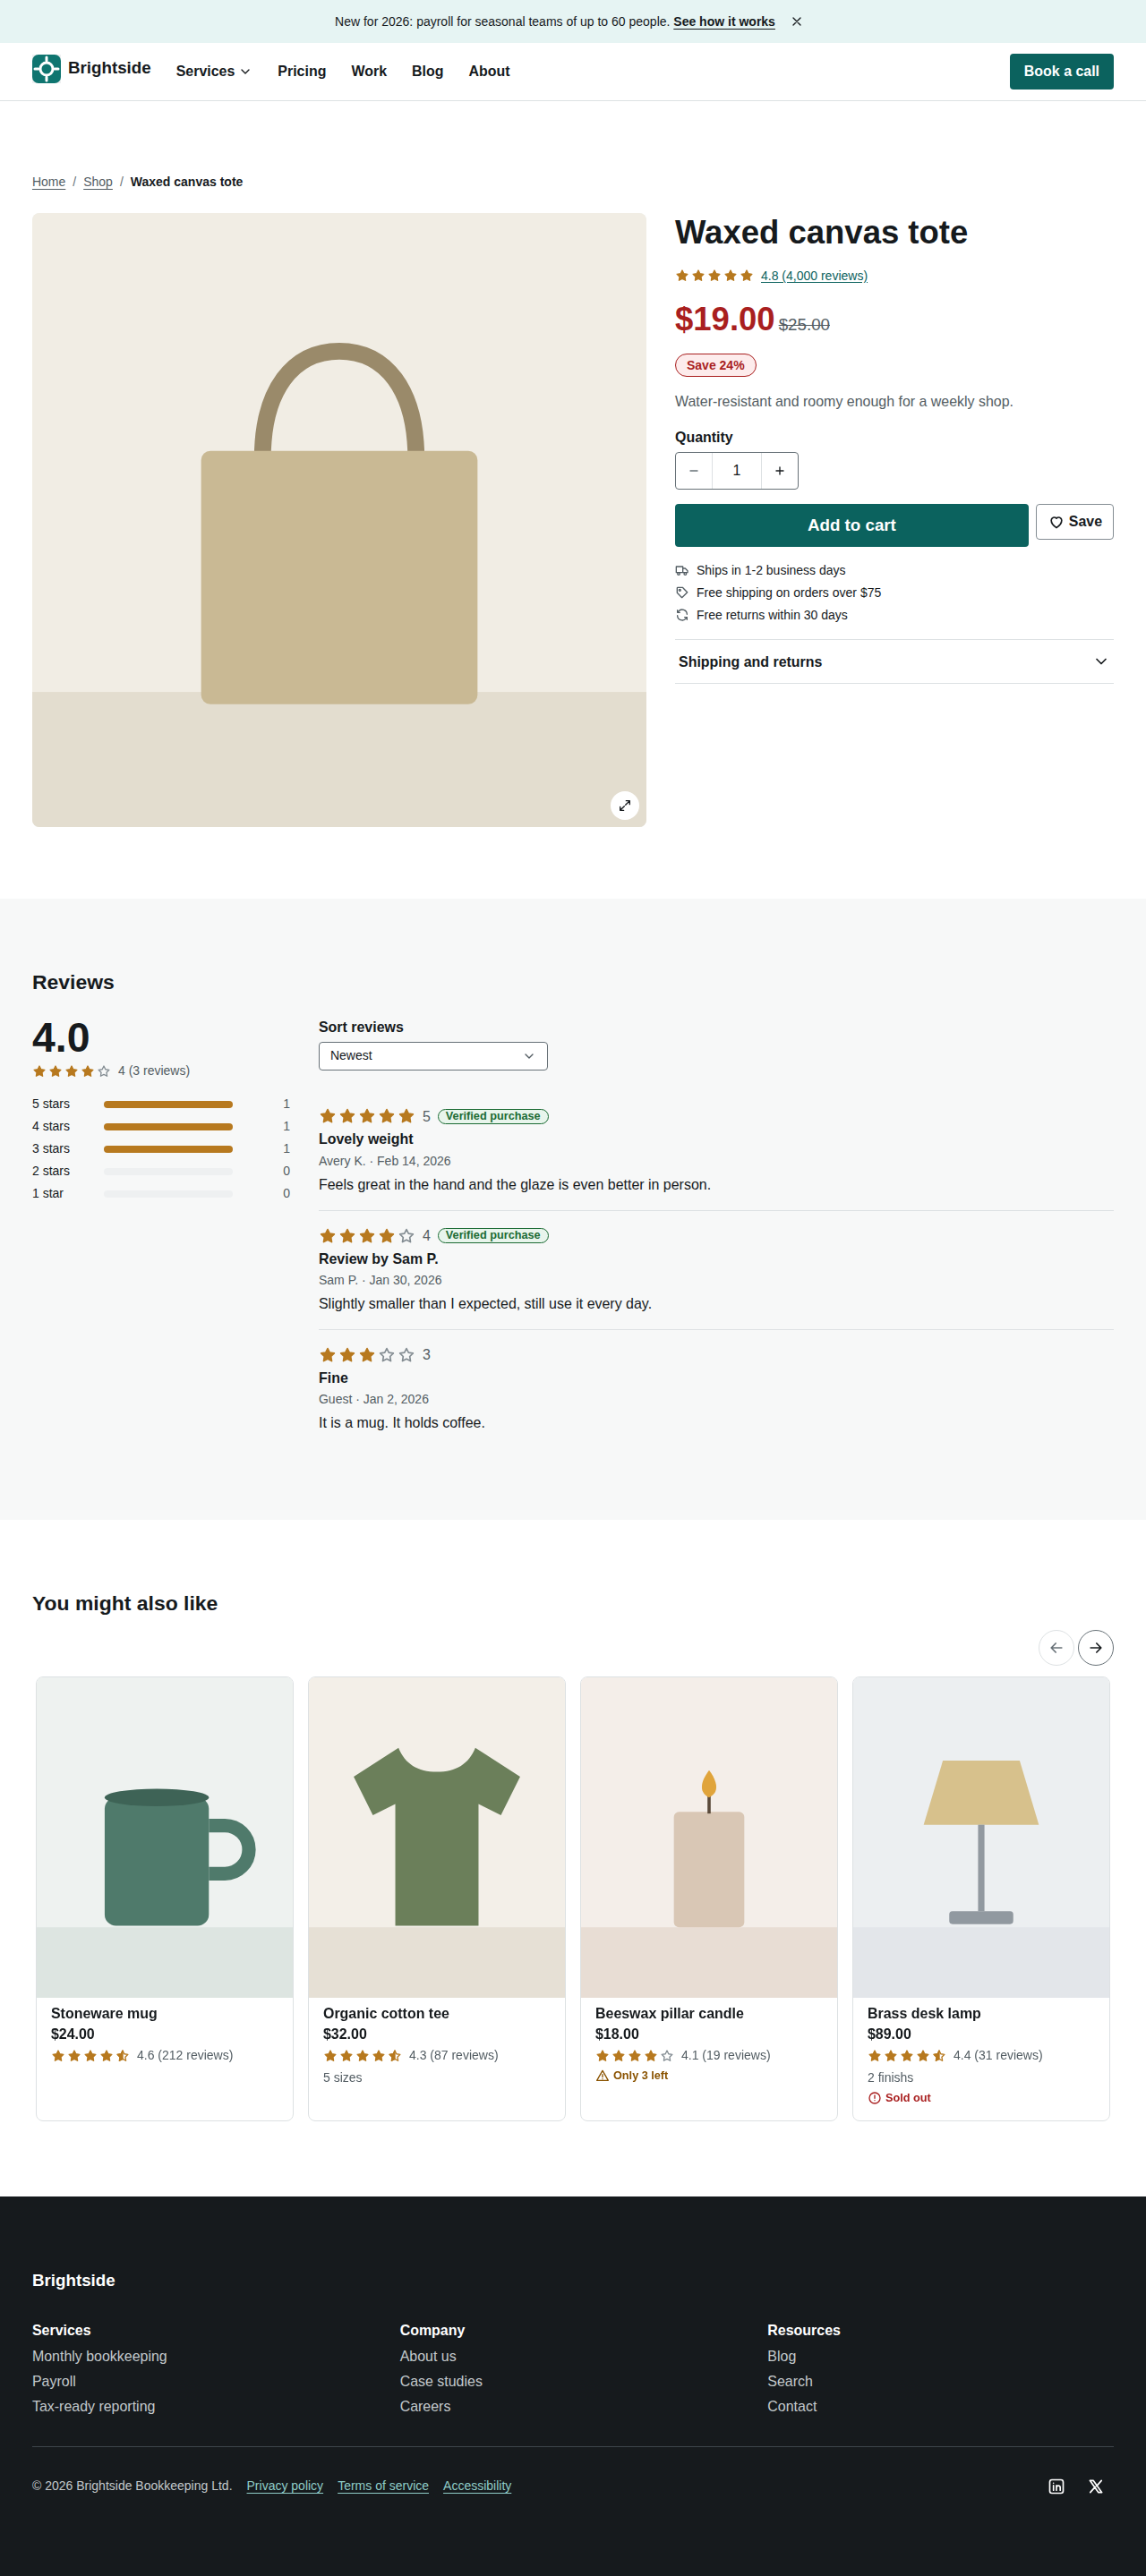 New for 2026: payroll for seasonal teams of up to 60 people. See how it works
Brightside
Services
Pricing
Work
Blog
About
Book a call
Home / Shop / Waxed canvas tote
Waxed canvas tote
4.8 (4,000 reviews)
$19.00 $25.00
Save 24%
Water-resistant and roomy enough for a weekly shop.
Quantity
− 1 +
Add to cart
Save
Ships in 1-2 business days
Free shipping on orders over $75
Free returns within 30 days
Shipping and returns
Reviews
4.0
4 (3 reviews)
5 stars 1
4 stars 1
3 stars 1
2 stars 0
1 star 0
Sort reviews
Newest
5 Verified purchase
Lovely weight
Avery K. · Feb 14, 2026
Feels great in the hand and the glaze is even better in person.
4 Verified purchase
Review by Sam P.
Sam P. · Jan 30, 2026
Slightly smaller than I expected, still use it every day.
3
Fine
Guest · Jan 2, 2026
It is a mug. It holds coffee.
You might also like
Stoneware mug
$24.00
4.6 (212 reviews)
Organic cotton tee
$32.00
4.3 (87 reviews)
5 sizes
Beeswax pillar candle
$18.00
4.1 (19 reviews)
Only 3 left
Brass desk lamp
$89.00
4.4 (31 reviews)
2 finishs
Sold out
Brightside
Services
Monthly bookkeeping
Payroll
Tax-ready reporting
Company
About us
Case studies
Careers
Resources
Blog
Search
Contact
© 2026 Brightside Bookkeeping Ltd. Privacy policy Terms of service Accessibility